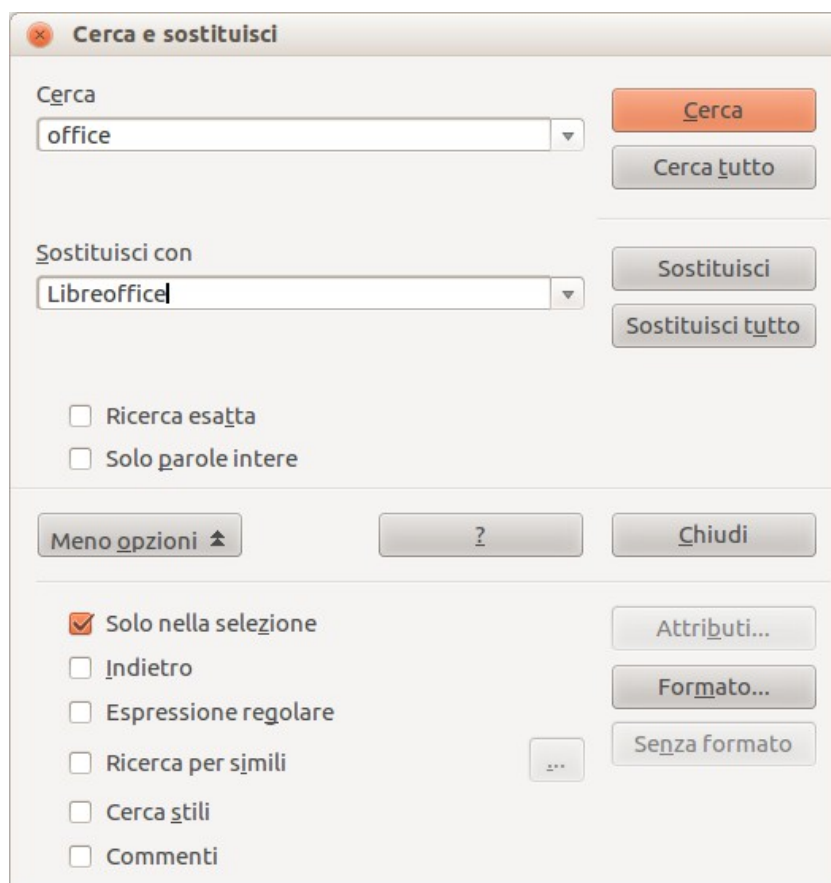 Cerca e sostituisci
Cerca
office
Cerca
Cerca tutto
Sostituisci con
Libreoffice
Sostituisci
Sostituisci tutto
Ricerca esatta
Solo parole intere
Meno opzioni
?
Chiudi
Solo nella selezione
Attributi...
Indietro
Formato...
Espressione regolare
Senza formato
Ricerca per simili
...
Cerca stili
Commenti